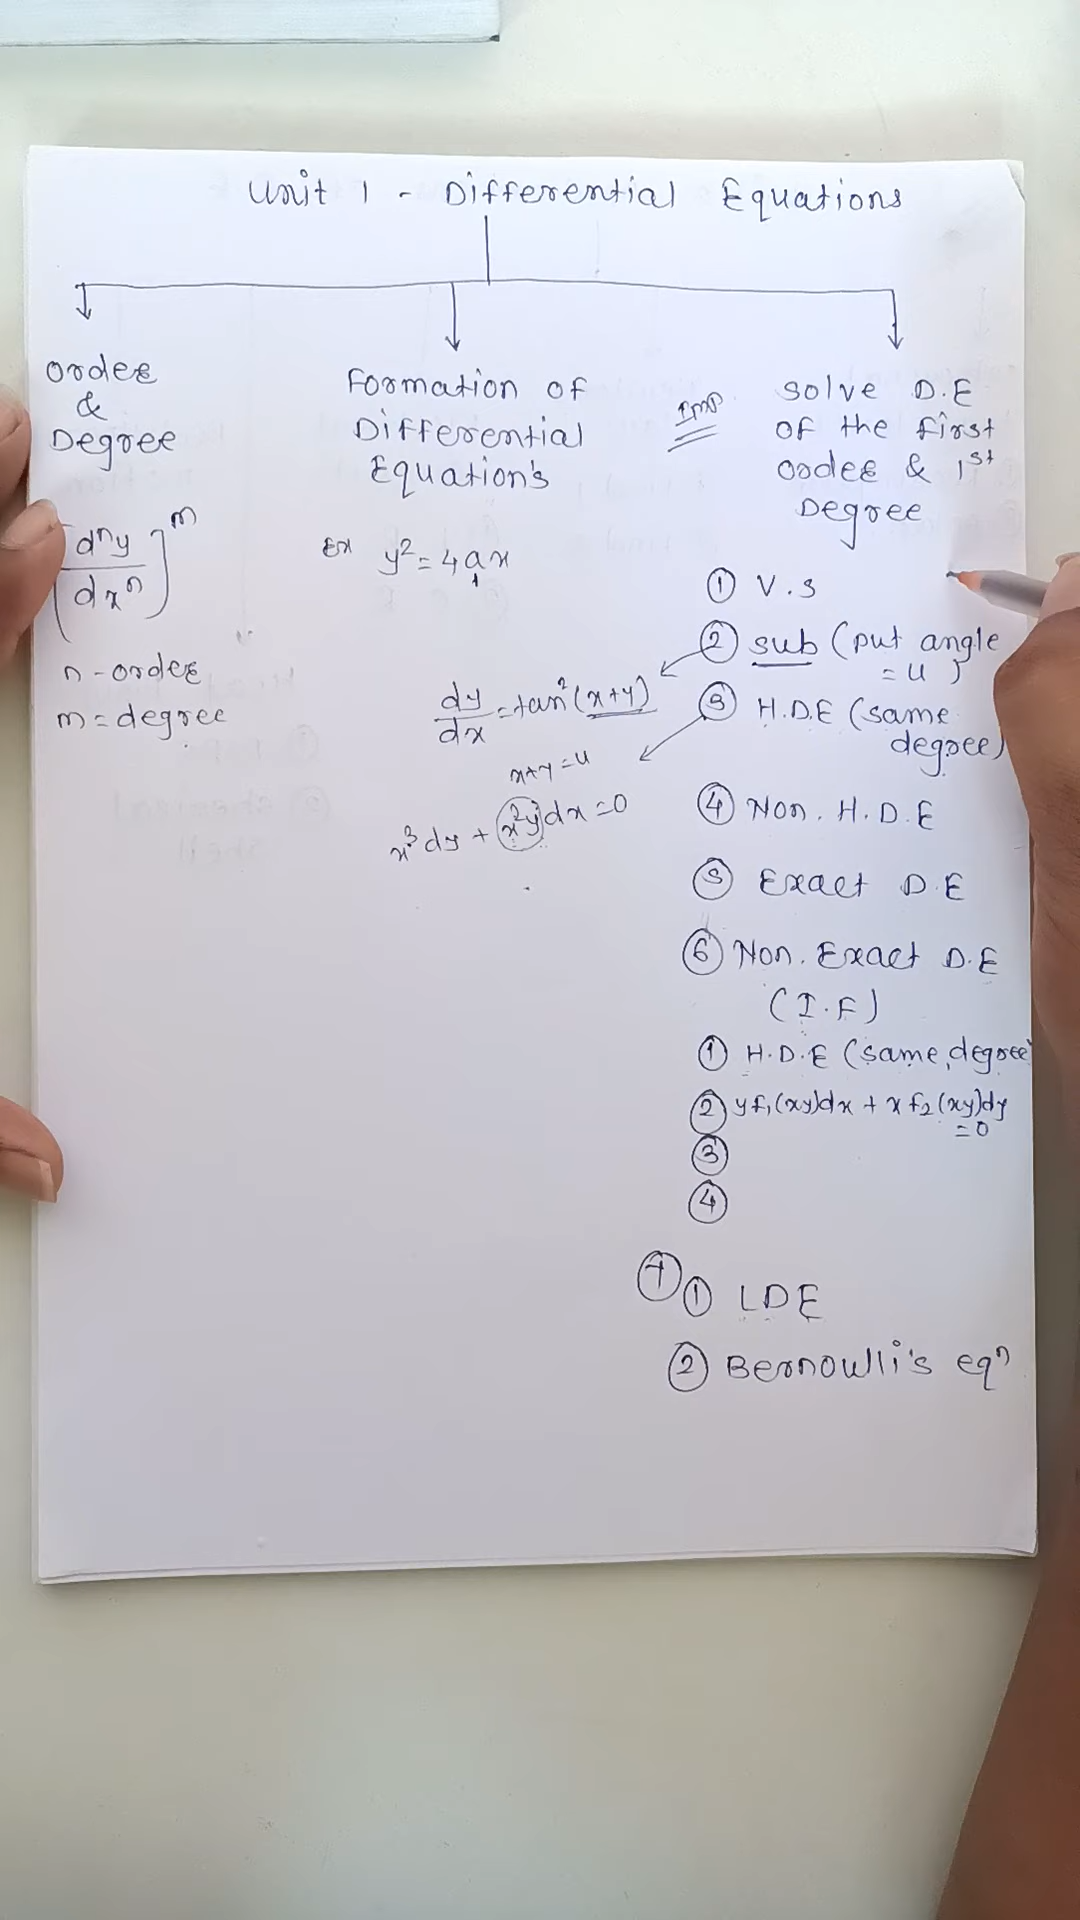 Unit 1 - Differential Equations
Order
&
Degree
[dⁿy/dxⁿ]ᵐ
n - order
m = degree
Formation of
Differential
Equation's
Ex y² = 4ax
1
dy/dx = tan²(x+y)
x+y = u
x³dy + (x²y)dx = 0
IMP
Solve D.E
of the first
order & 1st
Degree
① V.S
② Sub (put angle
= u)
③ H.D.E (same
degree)
④ Non. H.D.E
⑤ Exact D.E
⑥ Non. Exact D.E
(I.F)
① H.D.E (same, degree
② yf₁(xy)dx + xf₂(xy)dy
= 0
③
④
⑦ ① LDE
② Bernoulli's eqⁿ